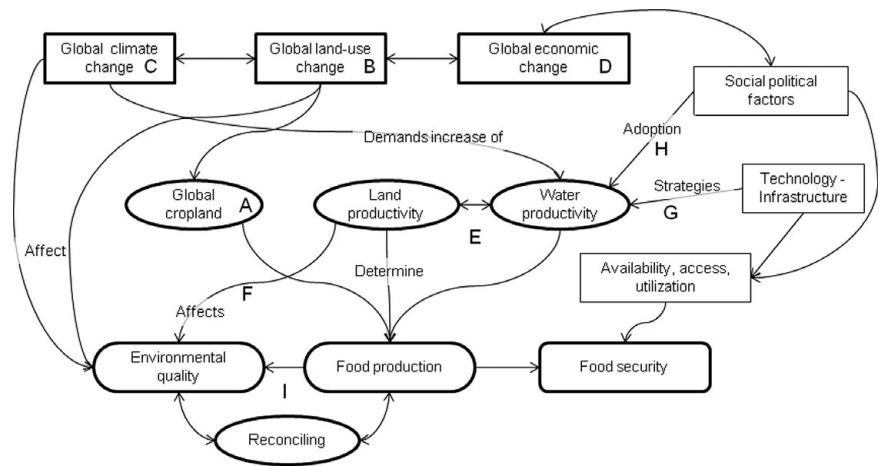 Global climate
change C
Global land-use
change B
Global economic
change D
Social political
factors
Demands increase of
Adoption
H
Global
cropland A
Land
productivity
Water
productivity
E
Strategies
G
Technology -
Infrastructure
Affect
Determine
F
Affects
Availability, access,
utilization
Environmental
quality
I
Food production
Food security
Reconciling